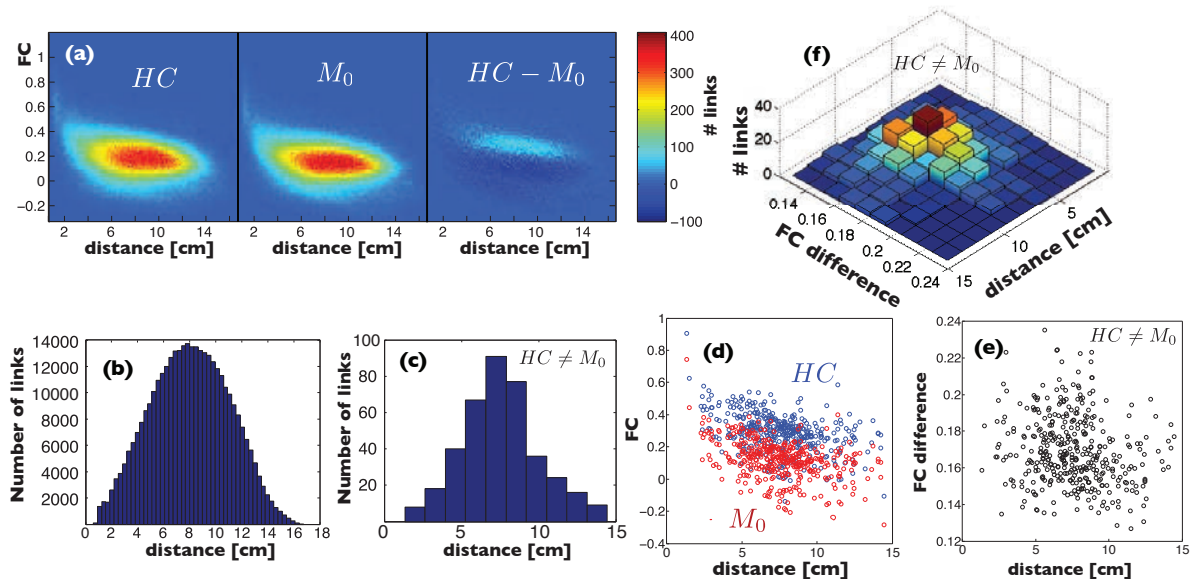 (a)
HC
M₀
HC − M₀
FC
1
0.8
0.6
0.4
0.2
0
−0.2
2 6 10 14
2 6 10 14
2 6 10 14
distance [cm]
distance [cm]
distance [cm]
400
300
200
100
0
−100
# links
(f)
HC ≠ M₀
# links
40
20
0
0.14
0.16
0.18
0.2
0.22
0.24
FC difference
5
10
15
distance [cm]
(b)
Number of links
14000
12000
10000
8000
6000
4000
2000
0 2 4 6 8 10 12 14 16 18
distance [cm]
(c)
HC ≠ M₀
Number of links
100
80
60
40
20
5 10 15
distance [cm]
(d)
HC
M₀
FC
1
0.8
0.6
0.4
0.2
0
−0.2
−0.4
0 5 10 15
distance [cm]
(e)
HC ≠ M₀
FC difference
0.24
0.22
0.20
0.18
0.16
0.14
0.12
0 5 10 15
distance [cm]